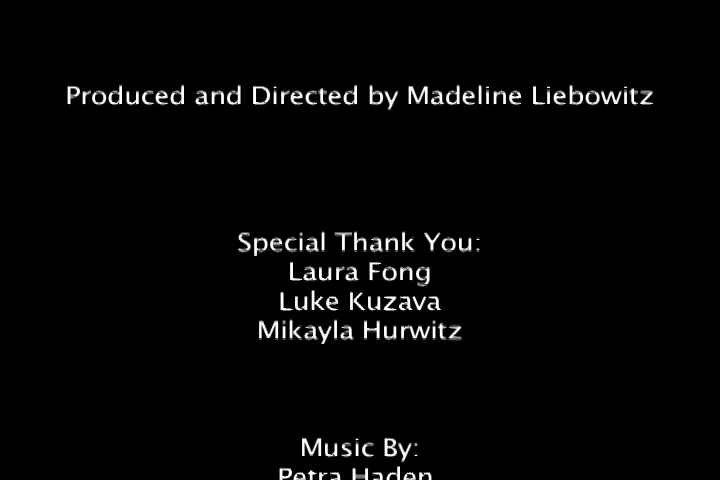 Produced and Directed by Madeline Liebowitz
Special Thank You:
Laura Fong
Luke Kuzava
Mikayla Hurwitz
Music By:
Petra Haden